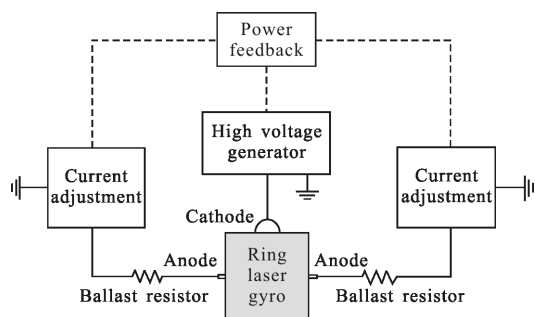 Power
feedback
High voltage
generator
Current
adjustment
Current
adjustment
Cathode
Anode
Ring
laser
gyro
Anode
Ballast resistor
Ballast resistor